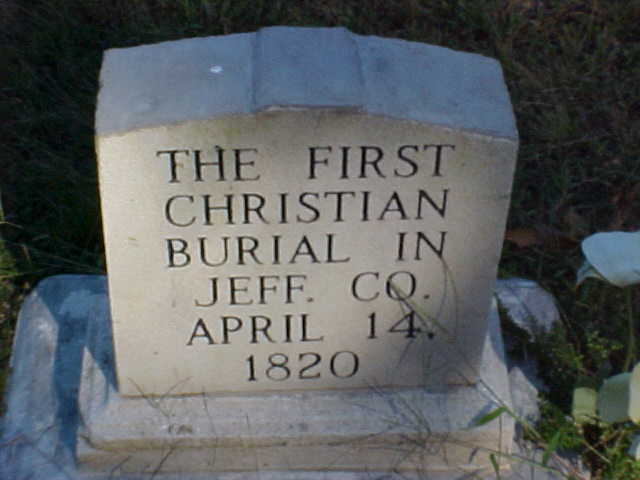 THE FIRST
CHRISTIAN
BURIAL IN
JEFF. CO.
APRIL 14,
1820